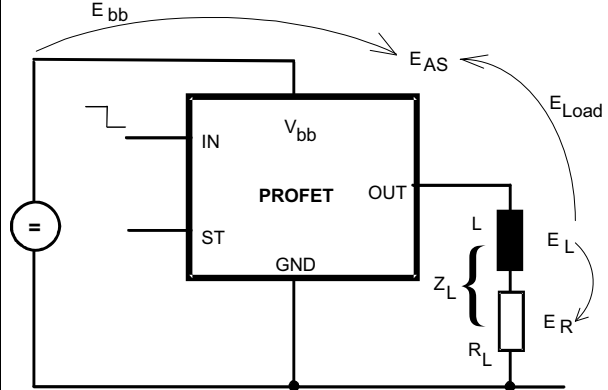 E bb
E AS
E Load
IN
V bb
PROFET
OUT
=
ST
GND
L
E L
Z L
{
E R
R L